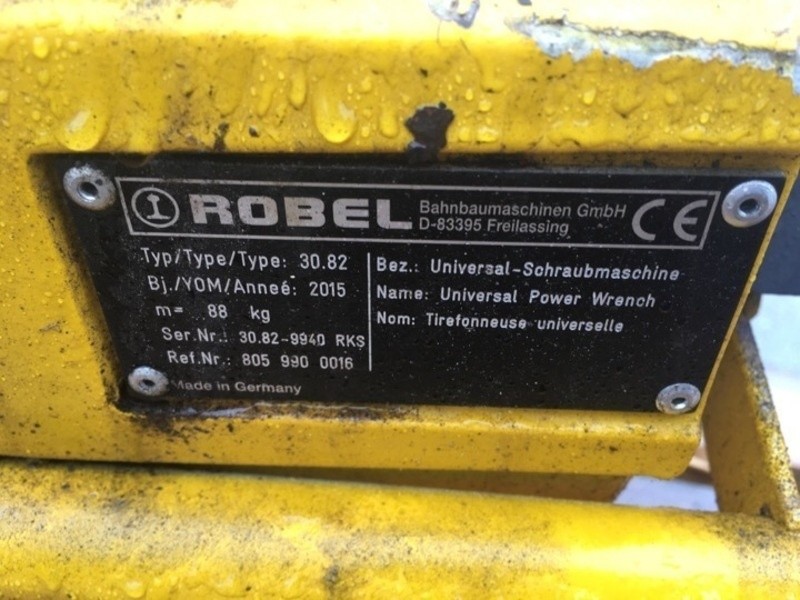 ROBEL
Bahnbaumaschinen GmbH
D-83395 Freilassing
CE
Typ/Type/Type: 30.82
Bj./YOM/Anneé: 2015
m= 88 kg
Ser.Nr.: 30.82-9940 RKS
Ref.Nr.: 805 990 0016
Made in Germany
Bez.: Universal-Schraubmaschine
Name: Universal Power Wrench
Nom: Tirefonneuse universelle